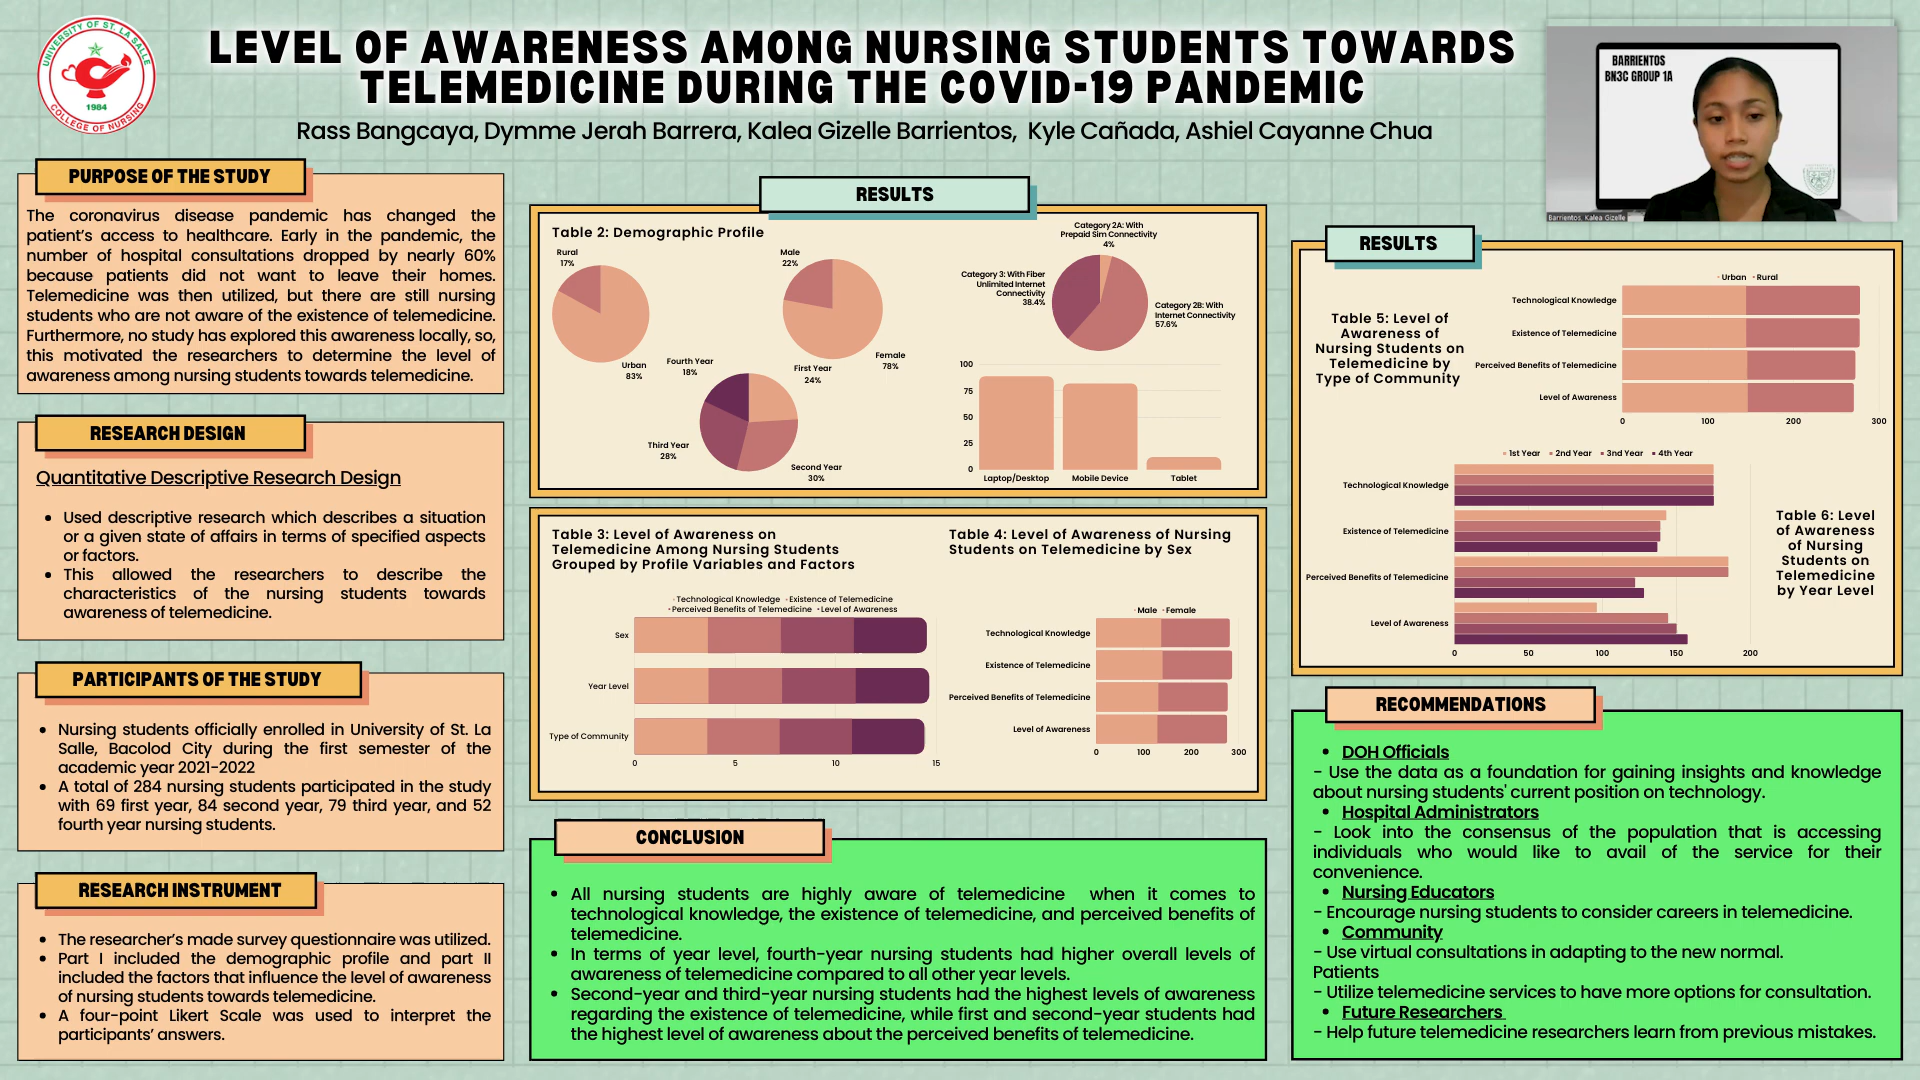 UNIVERSITY OF ST. LA SALLE
1984
COLLEGE OF NURSING
LEVEL OF AWARENESS AMONG NURSING STUDENTS TOWARDS
TELEMEDICINE DURING THE COVID-19 PANDEMIC
Rass Bangcaya, Dymme Jerah Barrera, Kalea Gizelle Barrientos, Kyle Cañada, Ashiel Cayanne Chua
BARRIENTOS
BN3C GROUP 1A
Barrientos, Kalea Gizelle
PURPOSE OF THE STUDY
The coronavirus disease pandemic has changed the
patient's access to healthcare. Early in the pandemic, the
number of hospital consultations dropped by nearly 60%
because patients did not want to leave their homes.
Telemedicine was then utilized, but there are still nursing
students who are not aware of the existence of telemedicine.
Furthermore, no study has explored this awareness locally, so,
this motivated the researchers to determine the level of
awareness among nursing students towards telemedicine.
RESEARCH DESIGN
Quantitative Descriptive Research Design
• Used descriptive research which describes a situation
or a given state of affairs in terms of specified aspects
or factors.
• This allowed the researchers to describe the
characteristics of the nursing students towards
awareness of telemedicine.
PARTICIPANTS OF THE STUDY
• Nursing students officially enrolled in University of St. La
Salle, Bacolod City during the first semester of the
academic year 2021-2022
• A total of 284 nursing students participated in the study
with 69 first year, 84 second year, 79 third year, and 52
fourth year nursing students.
RESEARCH INSTRUMENT
• The researcher's made survey questionnaire was utilized.
• Part I included the demographic profile and part II
included the factors that influence the level of awareness
of nursing students towards telemedicine.
• A four-point Likert Scale was used to interpret the
participants' answers.
RESULTS
Table 2: Demographic Profile
Rural
17%
Urban
83%
Male
22%
Female
78%
Category 2A: With
Prepaid Sim Connectivity
4%
Category 3: With Fiber
Unlimited Internet
Connectivity
38.4%
Category 2B: With
Internet Connectivity
57.6%
Fourth Year
18%
First Year
24%
Third Year
28%
Second Year
30%
100
75
50
25
0
Laptop/Desktop Mobile Device Tablet
Table 3: Level of Awareness on
Telemedicine Among Nursing Students
Grouped by Profile Variables and Factors
Technological Knowledge Existence of Telemedicine
Perceived Benefits of Telemedicine Level of Awareness
Sex
Year Level
Type of Community
0 5 10 15
Table 4: Level of Awareness of Nursing
Students on Telemedicine by Sex
Male Female
Technological Knowledge
Existence of Telemedicine
Perceived Benefits of Telemedicine
Level of Awareness
0 100 200 300
CONCLUSION
• All nursing students are highly aware of telemedicine when it comes to
technological knowledge, the existence of telemedicine, and perceived benefits of
telemedicine.
• In terms of year level, fourth-year nursing students had higher overall levels of
awareness of telemedicine compared to all other year levels.
• Second-year and third-year nursing students had the highest levels of awareness
regarding the existence of telemedicine, while first and second-year students had
the highest level of awareness about the perceived benefits of telemedicine.
RESULTS
Table 5: Level of
Awareness of
Nursing Students on
Telemedicine by
Type of Community
Urban Rural
Technological Knowledge
Existence of Telemedicine
Perceived Benefits of Telemedicine
Level of Awareness
0 100 200 300
1st Year 2nd Year 3nd Year 4th Year
Technological Knowledge
Existence of Telemedicine
Perceived Benefits of Telemedicine
Level of Awareness
0 50 100 150 200
Table 6: Level
of Awareness
of Nursing
Students on
Telemedicine
by Year Level
RECOMMENDATIONS
• DOH Officials
- Use the data as a foundation for gaining insights and knowledge
about nursing students' current position on technology.
• Hospital Administrators
- Look into the consensus of the population that is accessing
individuals who would like to avail of the service for their
convenience.
• Nursing Educators
- Encourage nursing students to consider careers in telemedicine.
• Community
- Use virtual consultations in adapting to the new normal.
Patients
- Utilize telemedicine services to have more options for consultation.
• Future Researchers
- Help future telemedicine researchers learn from previous mistakes.